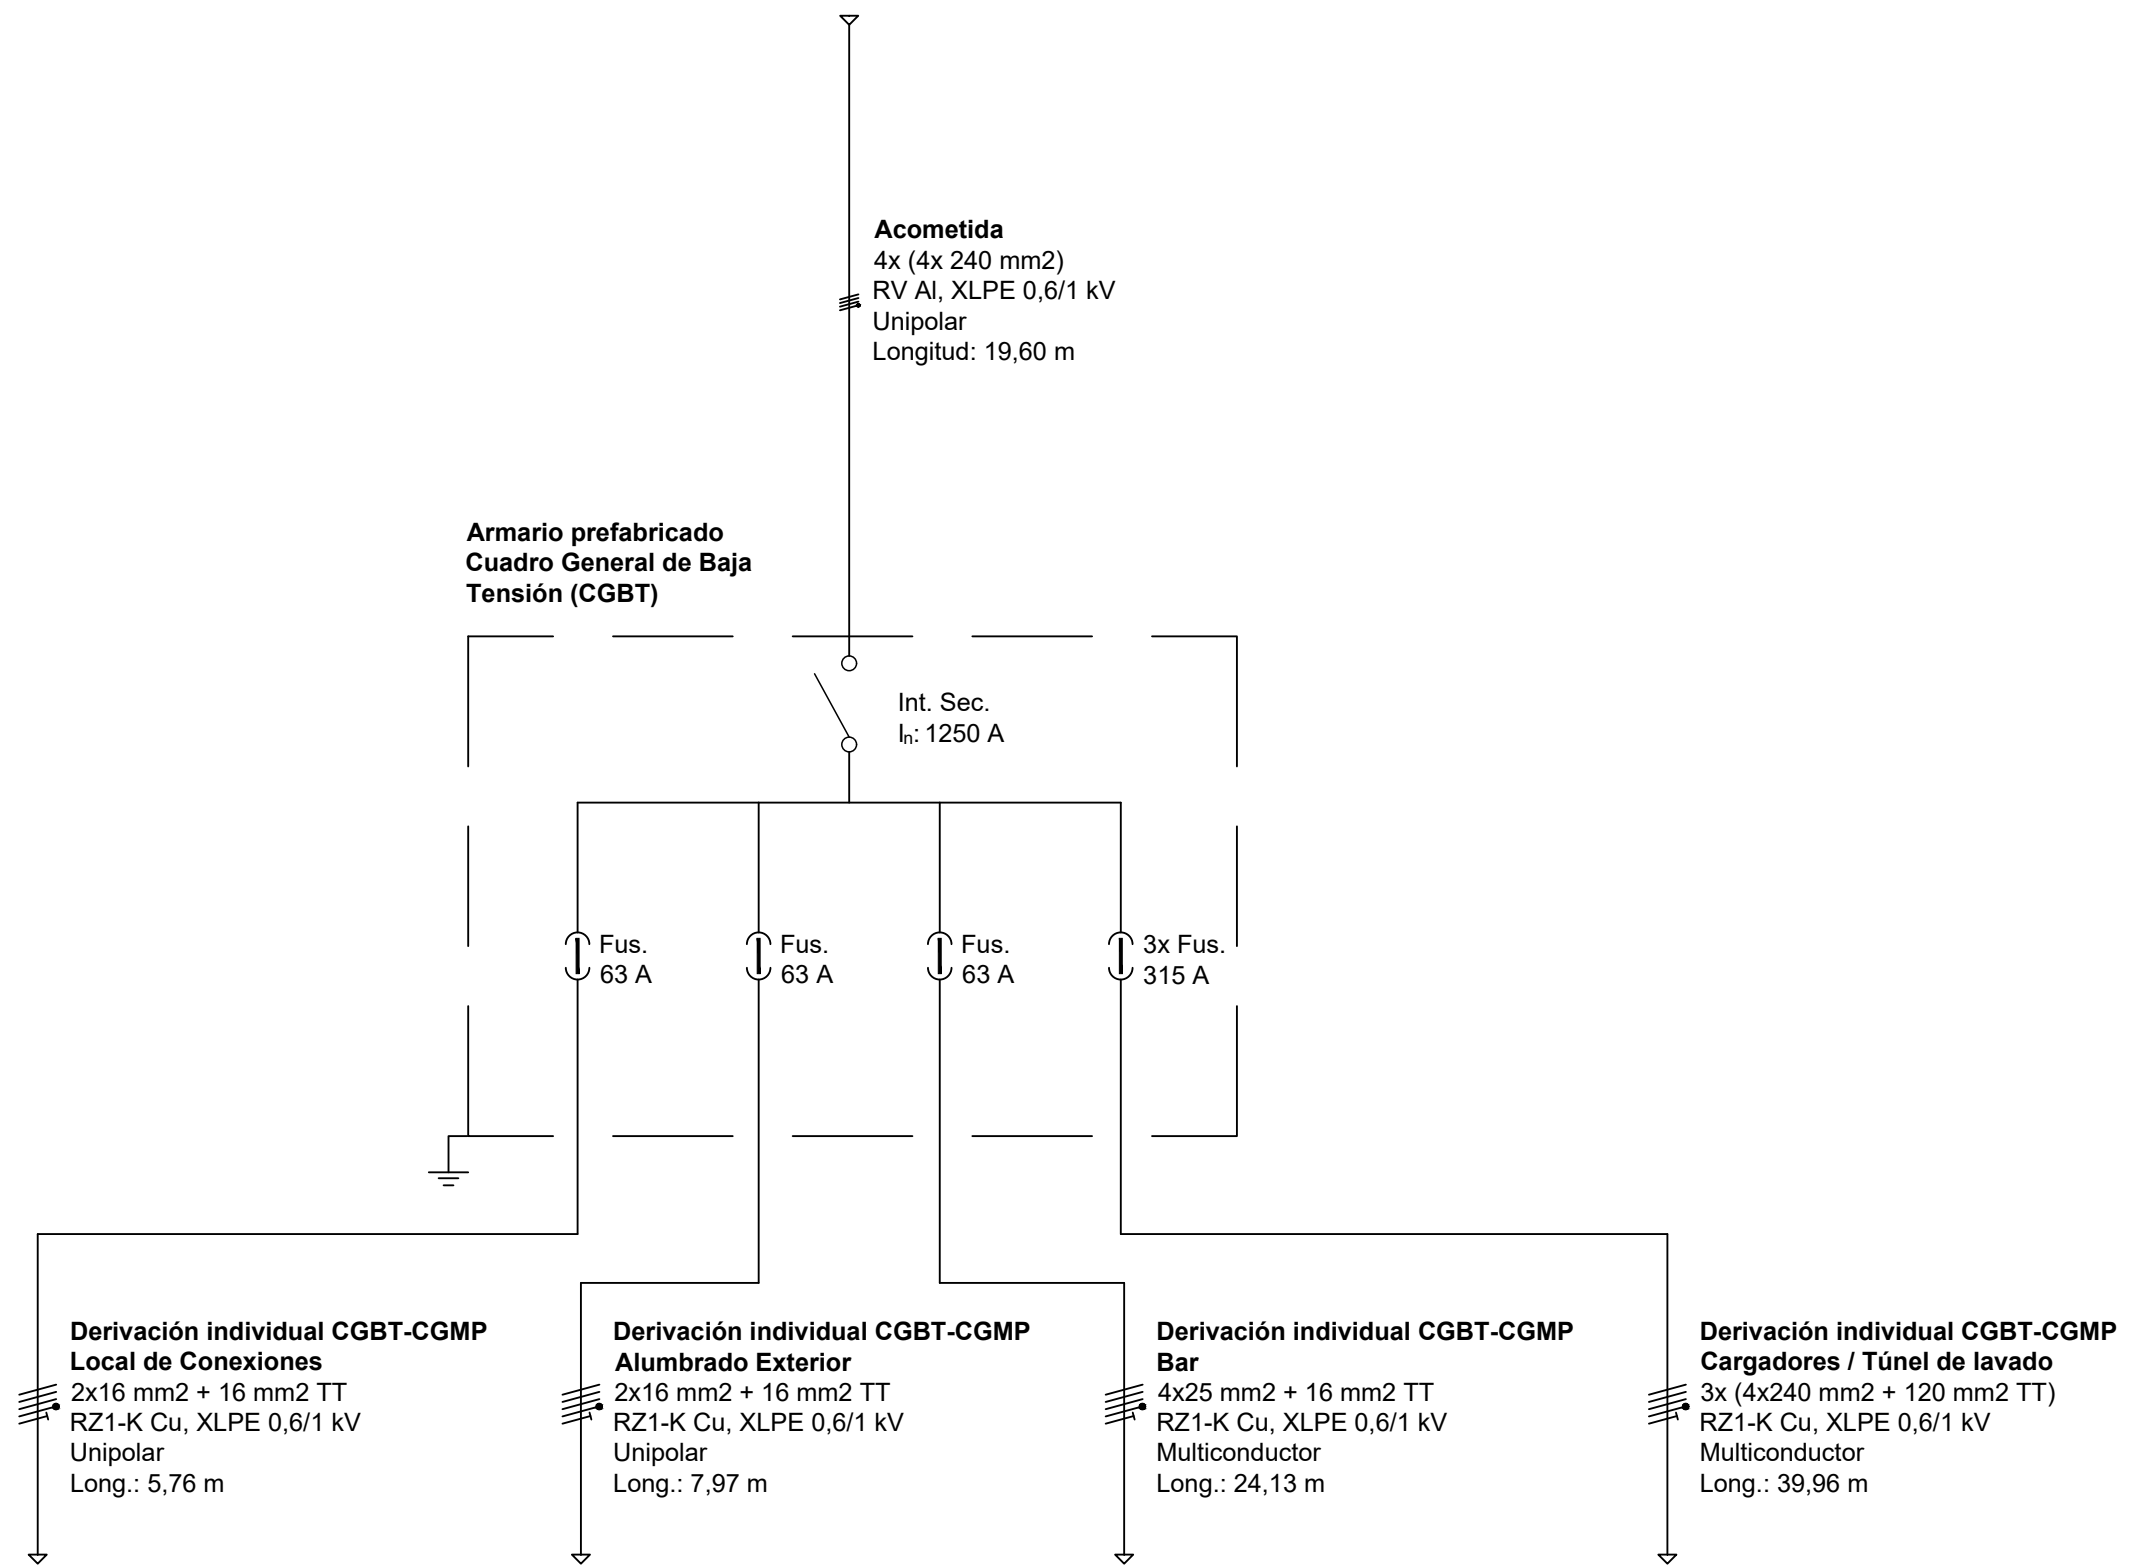 Acometida
4x (4x 240 mm2)
RV Al, XLPE 0,6/1 kV
Unipolar
Longitud: 19,60 m
Armario prefabricado
Cuadro General de Baja
Tensión (CGBT)
Int. Sec.
In: 1250 A
Fus.
63 A
Fus.
63 A
Fus.
63 A
3x Fus.
315 A
Derivación individual CGBT-CGMP
Local de Conexiones
2x16 mm2 + 16 mm2 TT
RZ1-K Cu, XLPE 0,6/1 kV
Unipolar
Long.: 5,76 m
Derivación individual CGBT-CGMP
Alumbrado Exterior
2x16 mm2 + 16 mm2 TT
RZ1-K Cu, XLPE 0,6/1 kV
Unipolar
Long.: 7,97 m
Derivación individual CGBT-CGMP
Bar
4x25 mm2 + 16 mm2 TT
RZ1-K Cu, XLPE 0,6/1 kV
Multiconductor
Long.: 24,13 m
Derivación individual CGBT-CGMP
Cargadores / Túnel de lavado
3x (4x240 mm2 + 120 mm2 TT)
RZ1-K Cu, XLPE 0,6/1 kV
Multiconductor
Long.: 39,96 m